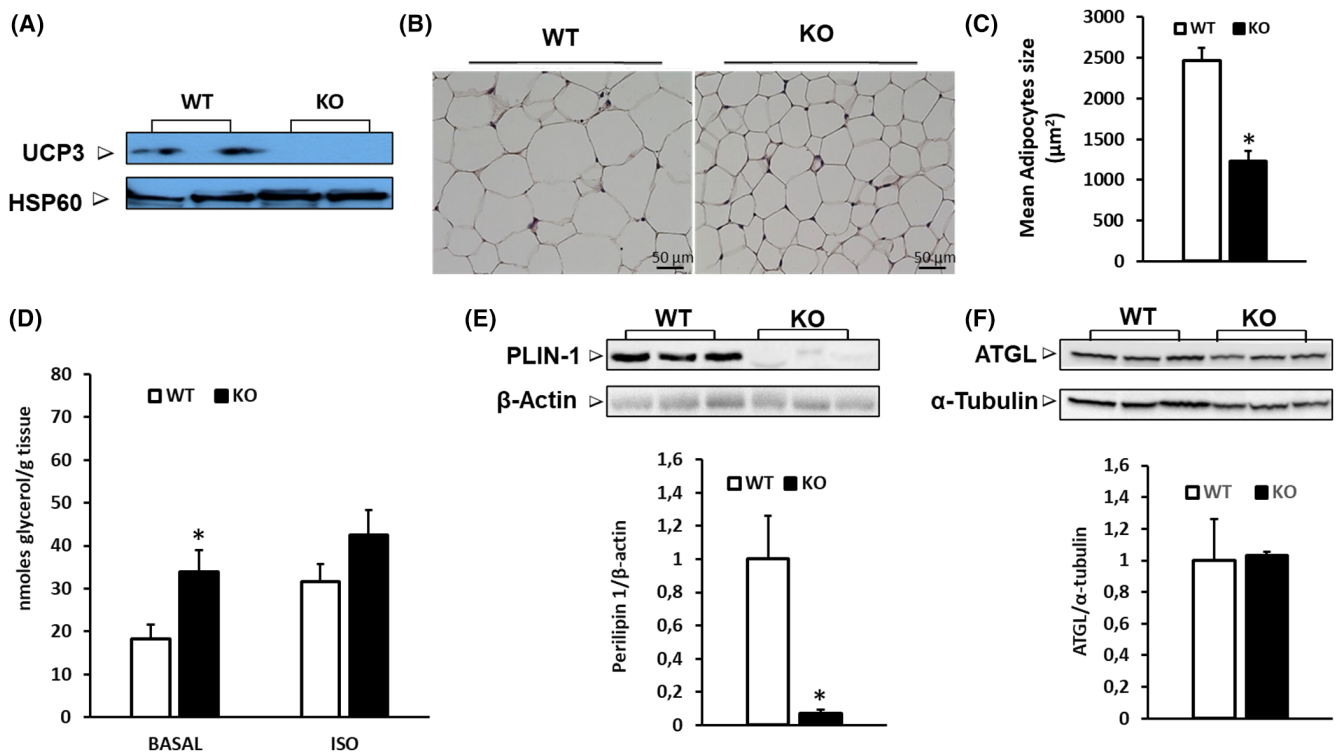 (A)
WT KO
UCP3
HSP60
(B)
WT KO
50 µm 50 µm
(C)
Mean Adipocytes size
(µm²)
3000
2500
2000
1500
1000
500
0
WT KO
*
(D)
nmoles glycerol/g tissue
80
70
60
50
40
30
20
10
0
WT KO
*
BASAL ISO
(E)
WT KO
PLIN-1
β-Actin
Perilipin 1/β-actin
1,6
1,4
1,2
1
0,8
0,6
0,4
0,2
0
WT KO
*
(F)
WT KO
ATGL
α-Tubulin
ATGL/α-tubulin
1,6
1,4
1,2
1
0,8
0,6
0,4
0,2
0
WT KO